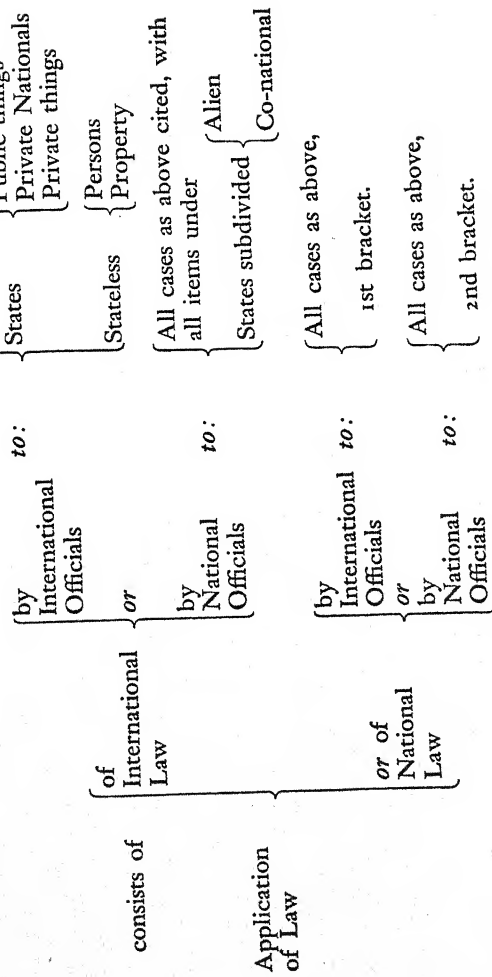 consists of
Application
of Law
of
International
Law
or of
National
Law
by
International
Officials
or
by
National
Officials
by
International
Officials
or
by
National
Officials
to:
to:
to:
to:
States
Public things
Private Nationals
Private things
Stateless
Persons
Property
All cases as above cited, with
all items under
States subdivided
Alien
Co-national
All cases as above,
1st bracket.
All cases as above,
2nd bracket.